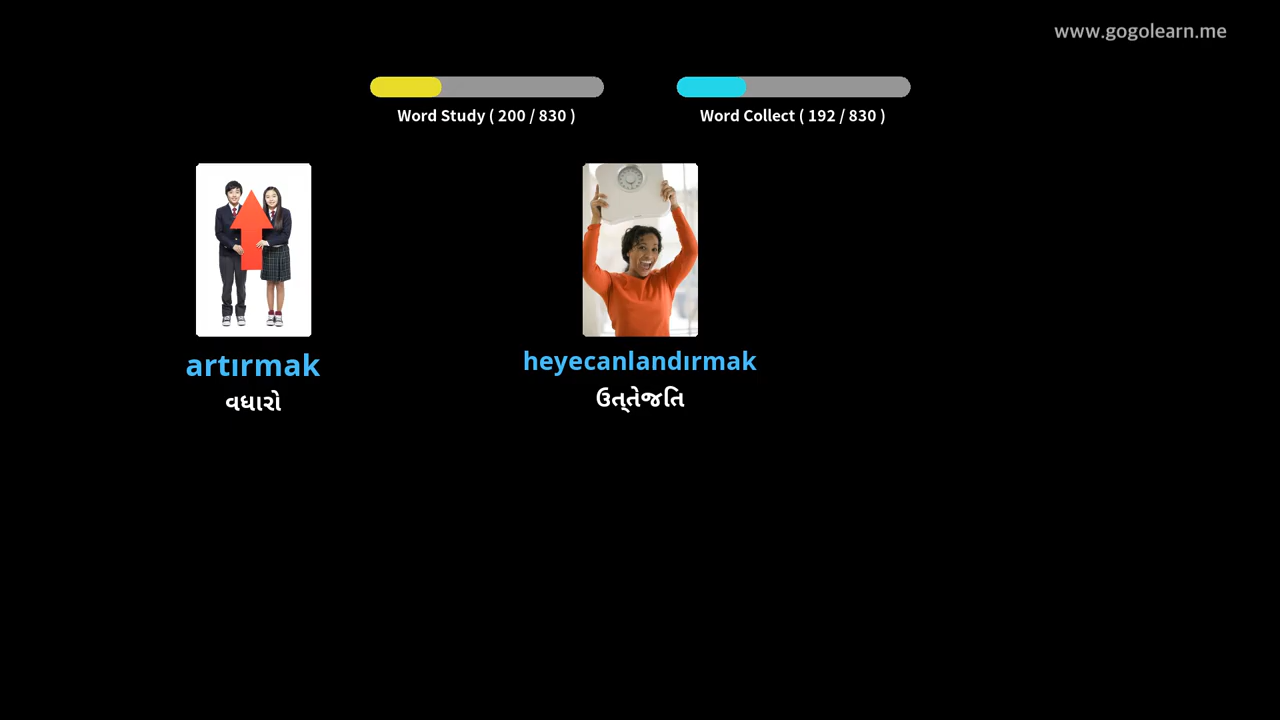 www.gogolearn.me
Word Study ( 200 / 830 )
Word Collect ( 192 / 830 )
artırmak
વધારો
heyecanlandırmak
ઉત્તેજતિ